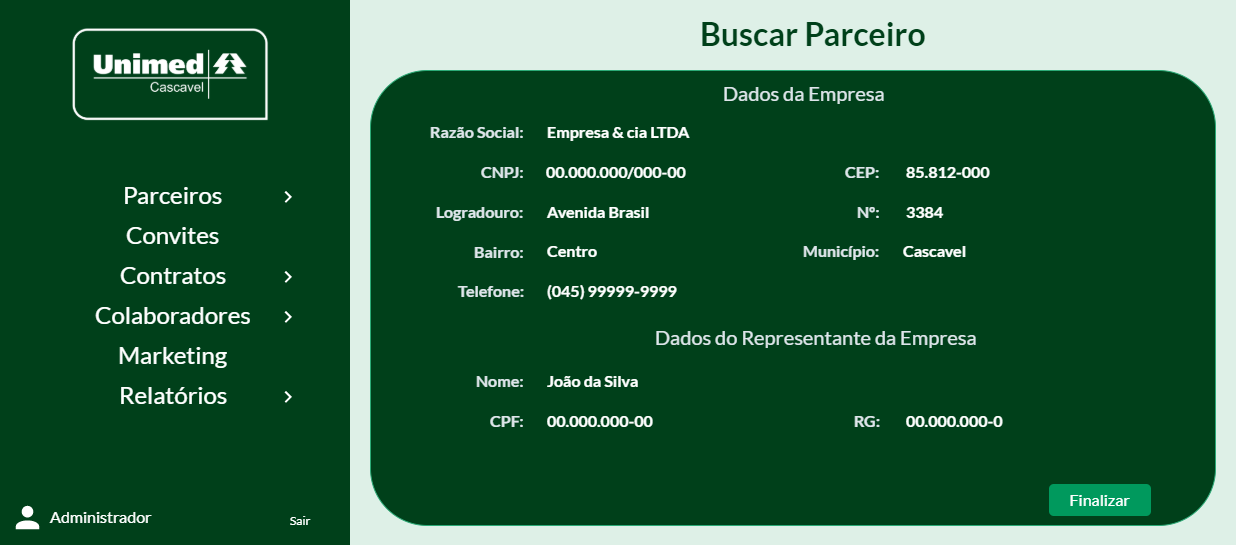 Unimed
Cascavel
Parceiros
Convites
Contratos
Colaboradores
Marketing
Relatórios
Administrador
Sair
Buscar Parceiro
Dados da Empresa
Razão Social: Empresa & cia LTDA
CNPJ: 00.000.000/000-00 CEP: 85.812-000
Logradouro: Avenida Brasil Nº: 3384
Bairro: Centro Município: Cascavel
Telefone: (045) 99999-9999
Dados do Representante da Empresa
Nome: João da Silva
CPF: 00.000.000-00 RG: 00.000.000-0
Finalizar